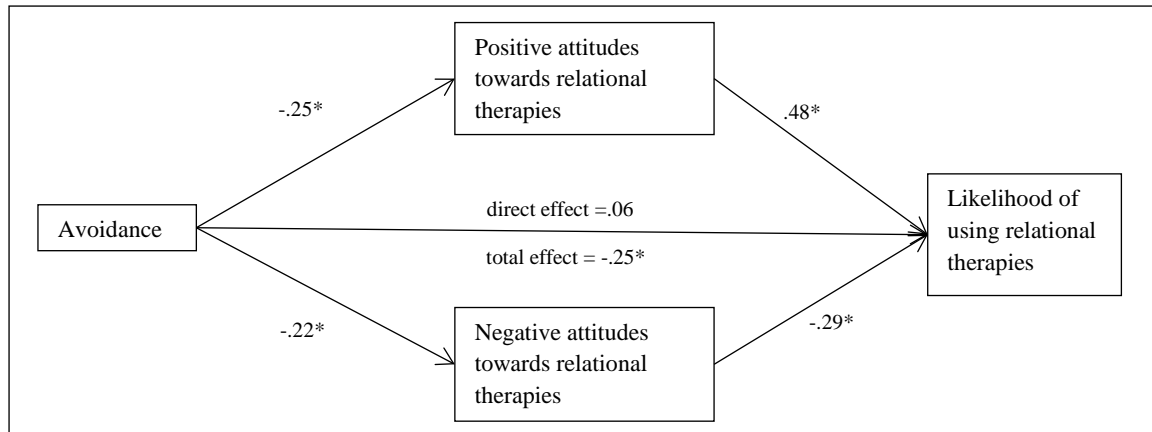 Positive attitudes
towards relational
therapies
-.25*
.48*
Avoidance
direct effect =.06
total effect = -.25*
Likelihood of
using relational
therapies
-.22*
-.29*
Negative attitudes
towards relational
therapies